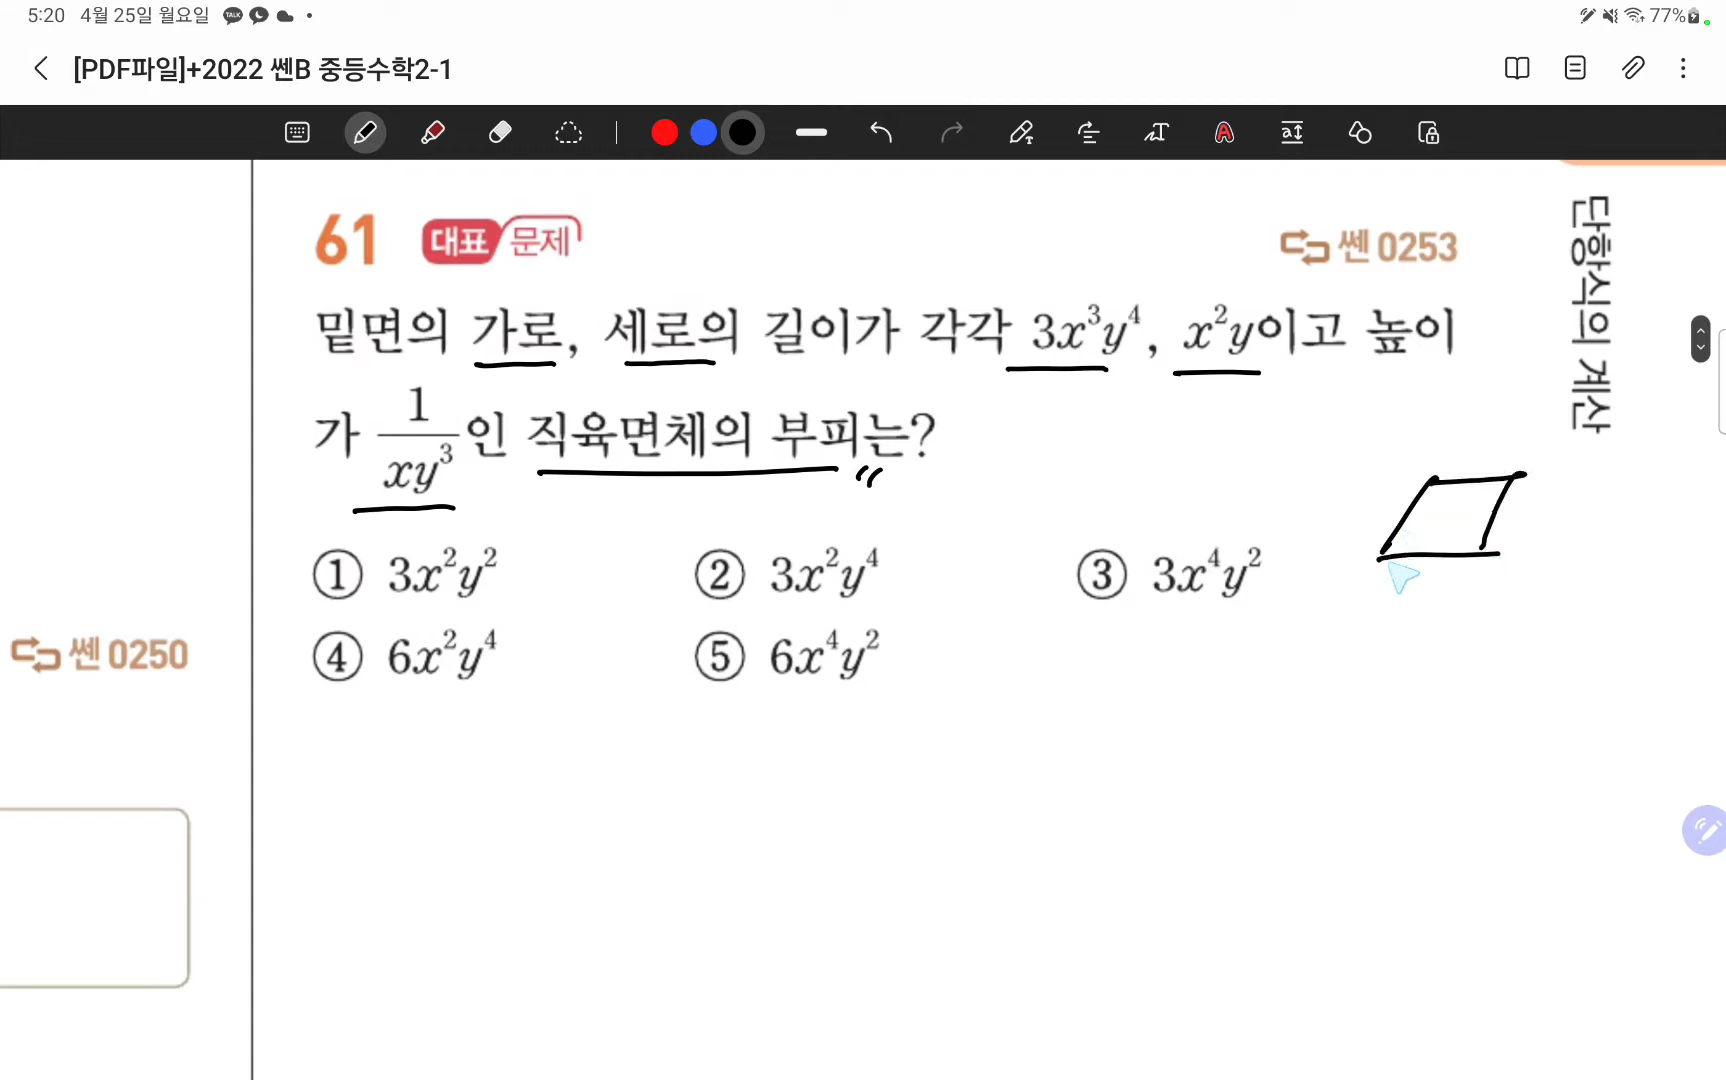 5:20 4월 25일 월요일 TALK 77%
[PDF파일]+2022 쎈B 중등수학2-1
61 대표 문제 쎈 0253
밑면의 가로, 세로의 길이가 각각 3x³y⁴, x²y이고 높이
가 1/xy³인 직육면체의 부피는?
① 3x²y² ② 3x²y⁴ ③ 3x⁴y²
④ 6x²y⁴ ⑤ 6x⁴y²
쎈 0250
단항식의 계산